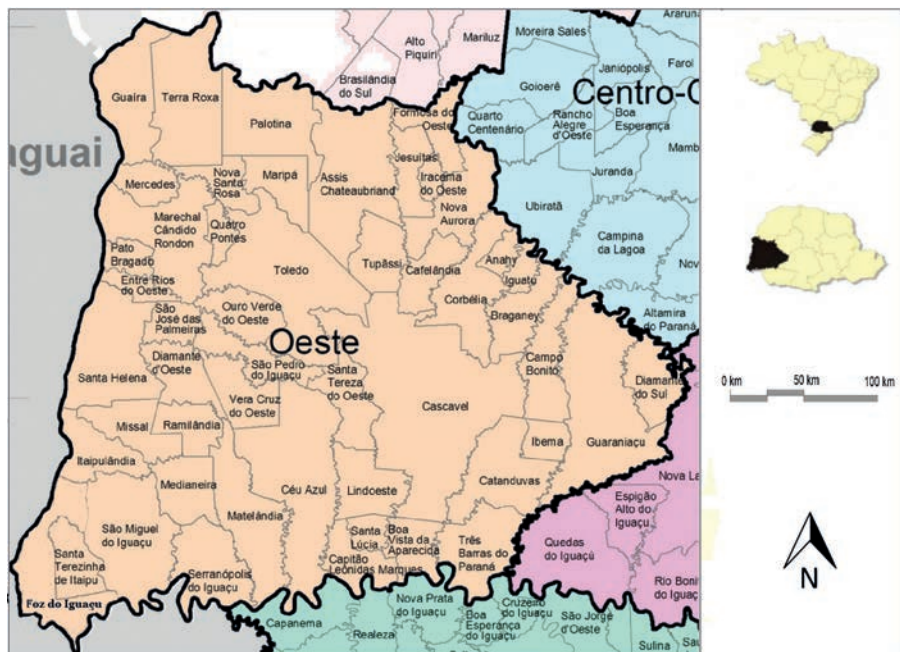 Araruna
Moreira Sales
Mariluz
Alto
Piquiri
Janiópolis
Farol
Brasilândia
do Sul
Goioerê
Centro-O
Guaíra
Terra Roxa
Formosa do
Oeste
Quarto
Centenário
Rancho
Alegre
d'Oeste
Boa
Esperança
Palotina
aguai
Jesuítas
Mamb
Nova
Santa
Rosa
Maripá
Assis
Chateaubriand
Iracema
do Oeste
Juranda
Mercedes
Nova
Aurora
Ubiratã
Marechal
Cândido
Rondon
Quatro
Pontes
Campina
da Lagoa
Nov
Pato
Bragado
Toledo
Tupãssi
Cafelândia
Anahy
Iguatu
Entre Rios
do Oeste
Corbélia
Braganey
São
José das
Palmeiras
Ouro Verde
do Oeste
Altamira
do Paraná
Oeste
Diamante
d'Oeste
São Pedro
do Iguaçu
Santa
Tereza
do Oeste
Campo
Bonito
Santa Helena
Diamante
do Sul
Vera Cruz
do Oeste
Cascavel
Missal
Ramilândia
Ibema
Guaraniaçu
Itaipulândia
Medianeira
Céu Azul
Lindoeste
Catanduvas
Nova La
Matelândia
Espigão
Alto do
Iguaçu
São Miguel
do Iguaçu
Santa
Lúcia
Boa
Vista da
Aparecida
Três
Barras do
Paraná
Quedas
do Iguaçú
Santa
Terezinha
de Itaipu
Capitão
Leônidas Marques
Serranópolis
do Iguaçu
Rio Bonit
do Iguaç
Foz do Iguaçu
Nova Prata
do Iguaçu
Cruzeiro
do Iguaçu
Capanema
Realeza
Boa
Esperança
do Iguaçu
São Jorge
d'Oeste
Sulina
Sau
0 km
50 km
100 km
N